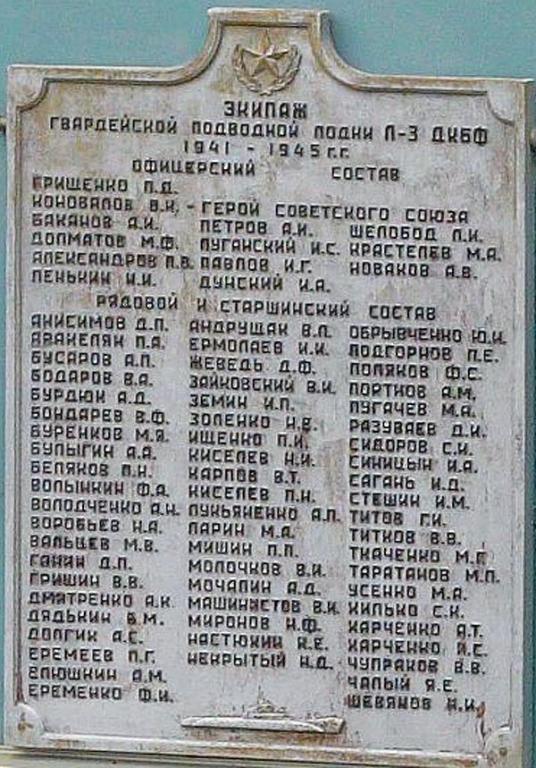 ЭКИПАЖ
ГВАРДЕЙСКОЙ ПОДВОДНОЙ ЛОДКИ Л-3 ДКБФ
1941 - 1945 г.г.
ОФИЦЕРСКИЙ СОСТАВ
ГРИЩЕНКО П.Д.
КОНОВАЛОВ В.К. - ГЕРОЙ СОВЕТСКОГО СОЮЗА
БАКАНОВ А.И. ПЕТРОВ А.И. ШЕЛОБОД Л.И.
ДОЛМАТОВ М.Ф. ЛУГАНСКИЙ И.С. КРАСТЕЛЕВ М.А.
АЛЕКСАНДРОВ П.В. ПАВЛОВ И.Г. НОВАКОВ А.В.
ПЕНЬКИН И.И. ДУНСКИЙ И.А.
РЯДОВОЙ И СТАРШИНСКИЙ СОСТАВ
АНИСИМОВ Д.П. АНДРУЩАК В.Л. ОБРЫВЧЕНКО Ю.И.
АРАКЕЛЯН П.А. ЕРМОЛАЕВ И.И. ПОДГОРНОВ П.Е.
БУСАРОВ А.П. ЖЕВЕДЬ Д.Ф. ПОЛЯКОВ Ф.С.
БОДАРОВ В.А. ЗАЙКОВСКИЙ В.И. ПОРТНОВ А.М.
БУРДЮК А.Д. ЗЕМИН И.П. ПУГАЧЕВ М.А.
БОНДАРЕВ В.Ф. ЗОЛЕНКО Н.В. РАЗУВАЕВ Д.И.
БУРЕНКОВ М.Я. ИЩЕНКО П.И. СИДОРОВ С.И.
БУЛЫГИН А.А. КИСЕЛЕВ Н.И. СИНИЦЫН И.А.
БЕЛЯКОВ П.Н. КАРПОВ В.Т. САГАНЬ И.Д.
ВОЛЫНКИН Ф.А. КИСЕЛЕВ П.Н. СТЕШИН И.М.
ВОЛОДЧЕНКО А.Н. ЛУКЬЯНЕНКО А.П. ТИТОВ Г.И.
ВОРОБЬЕВ Н.А. ЛАРИН М.А. ТИТКОВ В.В.
ВАЛЬЦЕВ М.В. МИШИН П.П. ТКАЧЕНКО М.Г.
ГАНИН Д.П. МОЛОЧКОВ В.И. ТАРАТАНОВ М.П.
ГРИШИН В.В. МОЧАЛИН А.Д. УСЕНКО М.А.
ДМИТРЕНКО А.К. МАШИНИСТОВ В.И. ХИЛЬКО С.К.
ДЯДЬКИН В.М. МИРОНОВ Н.Ф. ХАРЧЕНКО А.Т.
ДОЛГИХ А.С. НАСТЮХИН К.Е. ХАРЧЕНКО Л.Е.
ЕРЕМЕЕВ П.Г. НЕКРЫТЫЙ Н.Д. ЧУПРАКОВ В.В.
ЕЛЮШКИН А.М. ЧАЛЫЙ Я.Е.
ЕРЕМЕНКО Ф.И. ШЕВЯКОВ